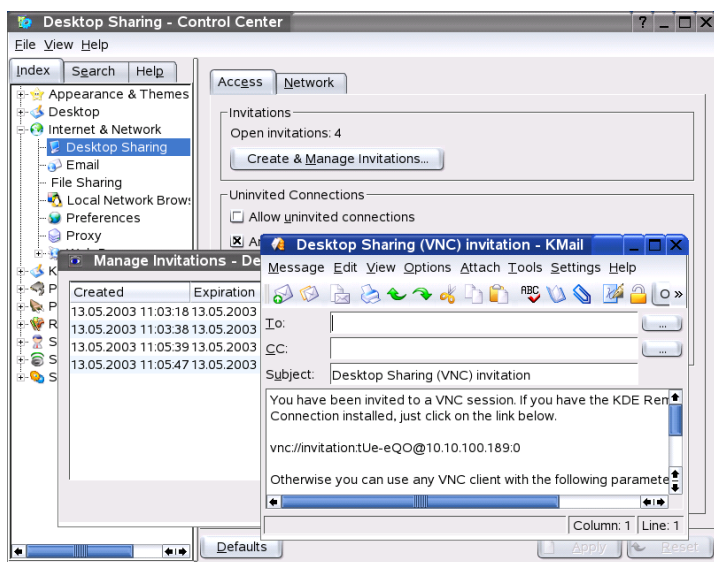 Desktop Sharing - Control Center
File View Help
Index Search Help
Appearance & Themes
Desktop
Internet & Network
Desktop Sharing
Email
File Sharing
Local Network Brow
Preferences
Proxy
K
P
P
R
S
S
S
Access Network
Invitations
Open invitations: 4
Create & Manage Invitations...
Uninvited Connections
Allow uninvited connections
Manage Invitations - De
Created Expiration
13.05.2003 11:03:18 13.05.2003
13.05.2003 11:03:38 13.05.2003
13.05.2003 11:05:39 13.05.2003
13.05.2003 11:05:47 13.05.2003
Desktop Sharing (VNC) invitation - KMail
Message Edit View Options Attach Tools Settings Help
ABC
To: ...
CC: ...
Subject: Desktop Sharing (VNC) invitation
You have been invited to a VNC session. If you have the KDE Rem
Connection installed, just click on the link below.
vnc://invitation:tUe-eQO@10.10.100.189:0
Otherwise you can use any VNC client with the following paramete
Column: 1 Line: 1
Defaults Apply Reset